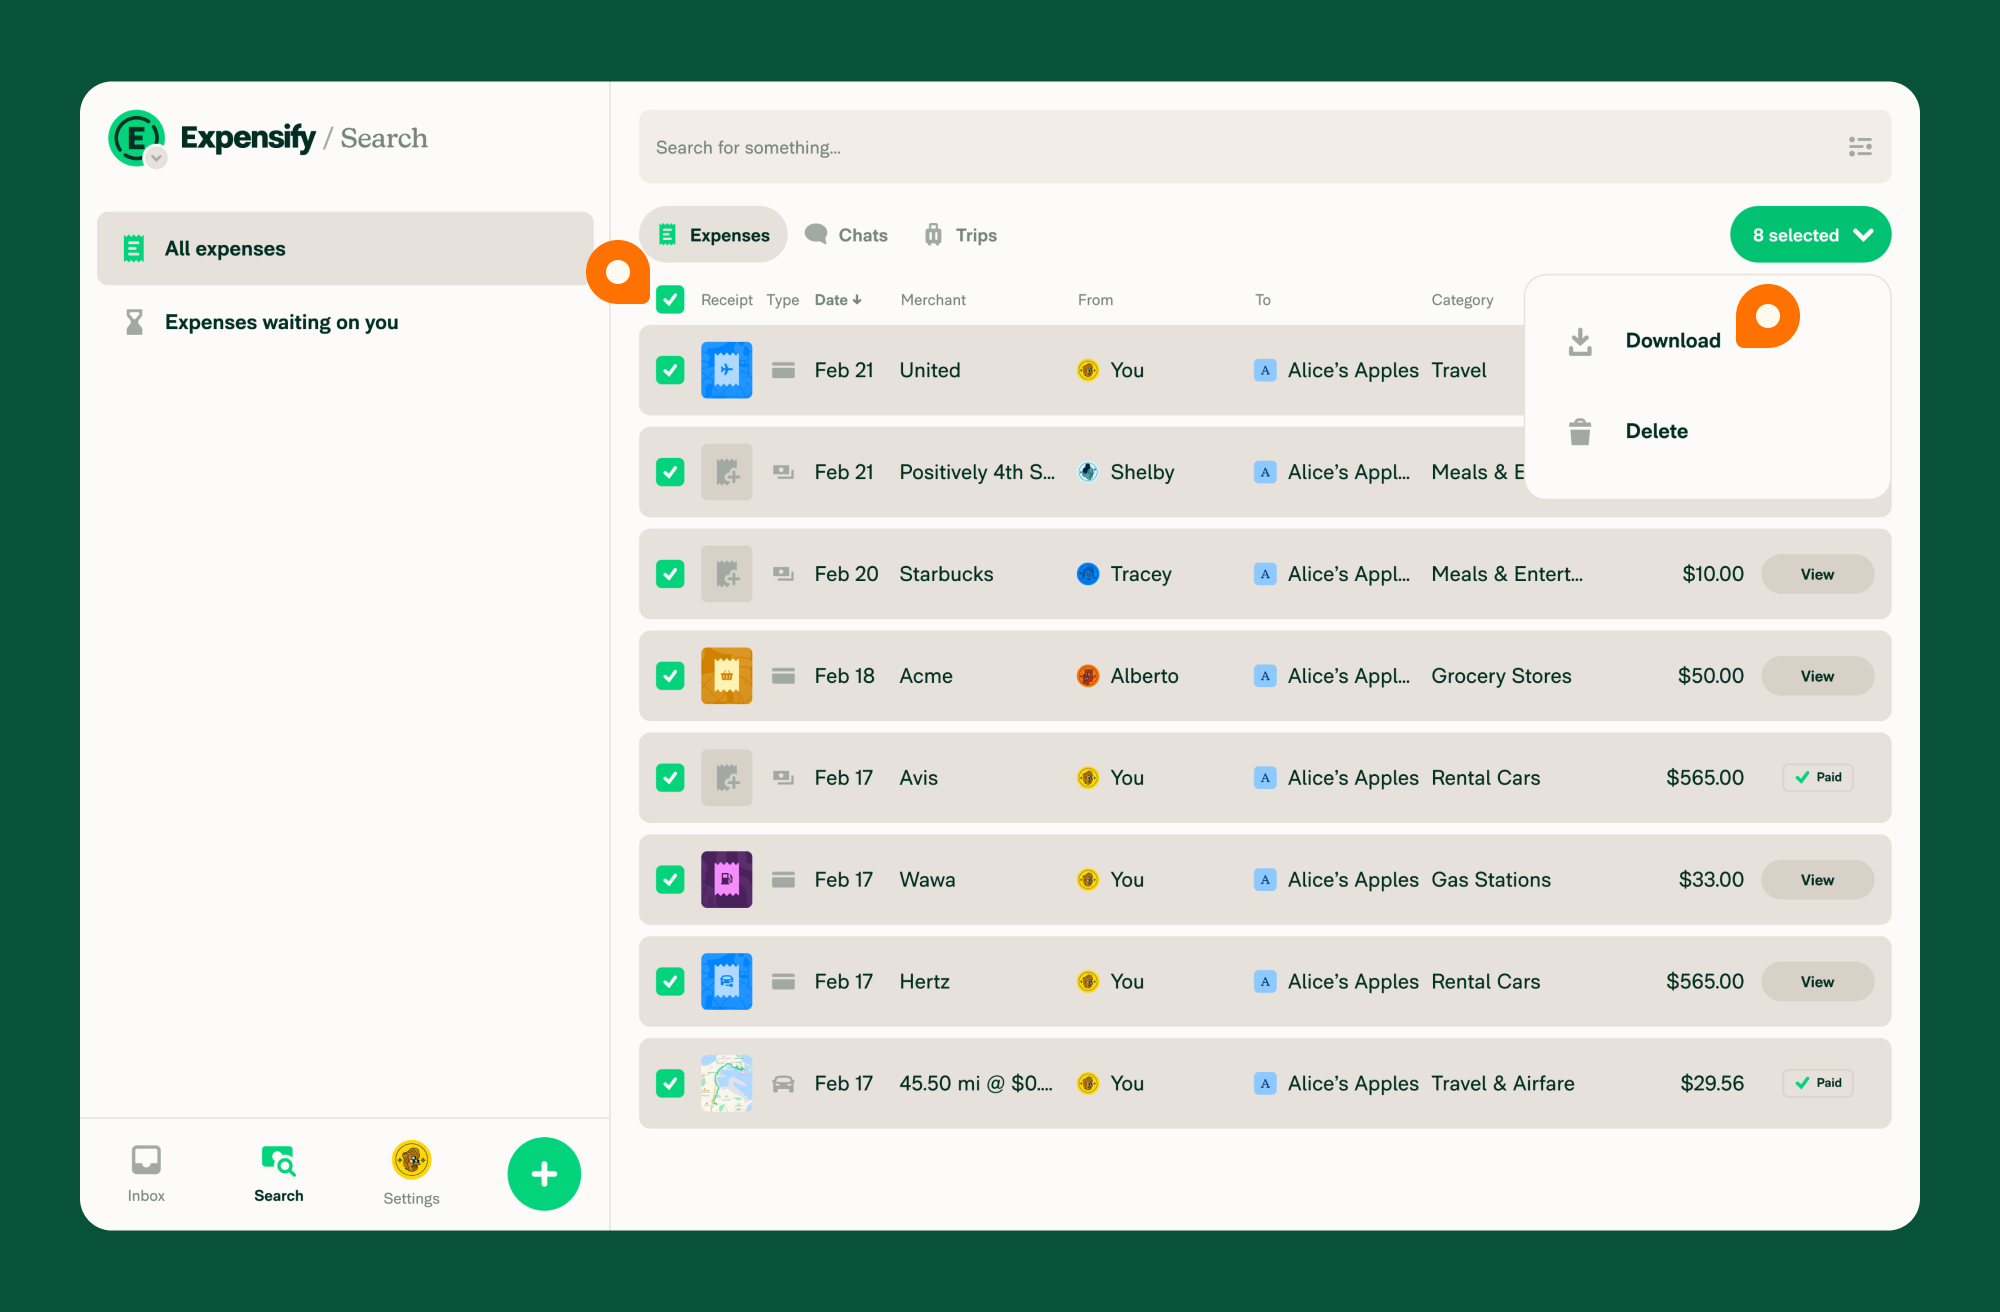 Expensify / Search
All expenses
Expenses waiting on you
Inbox
Search
Settings
Search for something...
Expenses
Chats
Trips
8 selected
Receipt Type Date Merchant From To Category
Download
Delete
Feb 21 United You A Alice’s Apples Travel
Feb 21 Positively 4th S... Shelby A Alice’s Appl... Meals & E
Feb 20 Starbucks Tracey A Alice’s Appl... Meals & Entert... $10.00 View
Feb 18 Acme Alberto A Alice’s Appl... Grocery Stores $50.00 View
Feb 17 Avis You A Alice’s Apples Rental Cars $565.00 Paid
Feb 17 Wawa You A Alice’s Apples Gas Stations $33.00 View
Feb 17 Hertz You A Alice’s Apples Rental Cars $565.00 View
Feb 17 45.50 mi @ $0.... You A Alice’s Apples Travel & Airfare $29.56 Paid